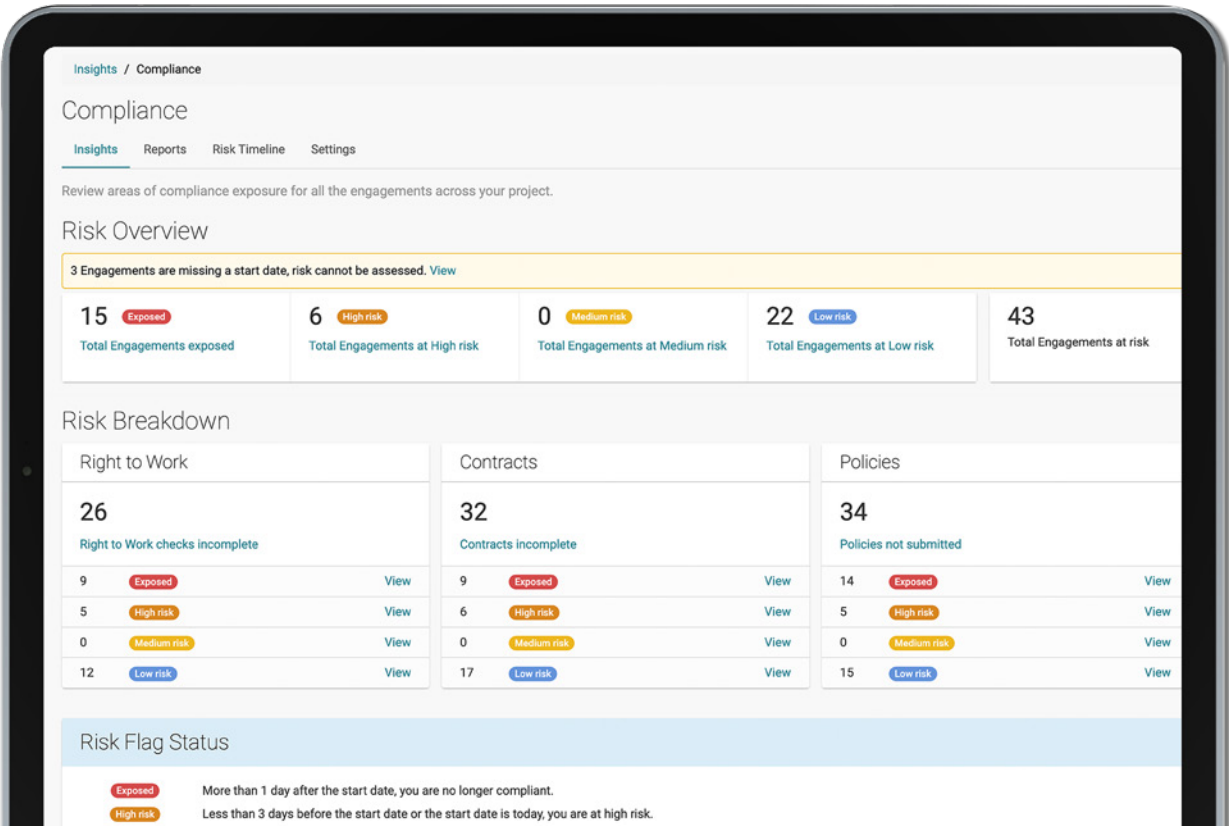 Insights / Compliance
Compliance
Insights Reports Risk Timeline Settings
Review areas of compliance exposure for all the engagements across your project.
Risk Overview
3 Engagements are missing a start date, risk cannot be assessed. View
15 Exposed 6 High risk 0 Medium risk 22 Low risk 43
Total Engagements exposed Total Engagements at High risk Total Engagements at Medium risk Total Engagements at Low risk Total Engagements at risk
Risk Breakdown
Right to Work Contracts Policies
26 32 34
Right to Work checks incomplete Contracts incomplete Policies not submitted
9 Exposed View 9 Exposed View 14 Exposed View
5 High risk View 6 High risk View 5 High risk View
0 Medium risk View 0 Medium risk View 0 Medium risk View
12 Low risk View 17 Low risk View 15 Low risk View
Risk Flag Status
Exposed More than 1 day after the start date, you are no longer compliant.
High risk Less than 3 days before the start date or the start date is today, you are at high risk.